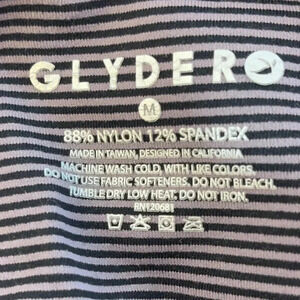 GLYDER
M
88% NYLON 12% SPANDEX
MADE IN TAIWAN, DESIGNED IN CALIFORNIA
MACHINE WASH COLD, WITH LIKE COLORS.
DO NOT USE FABRIC SOFTENERS. DO NOT BLEACH.
TUMBLE DRY LOW HEAT. DO NOT IRON.
RN120681